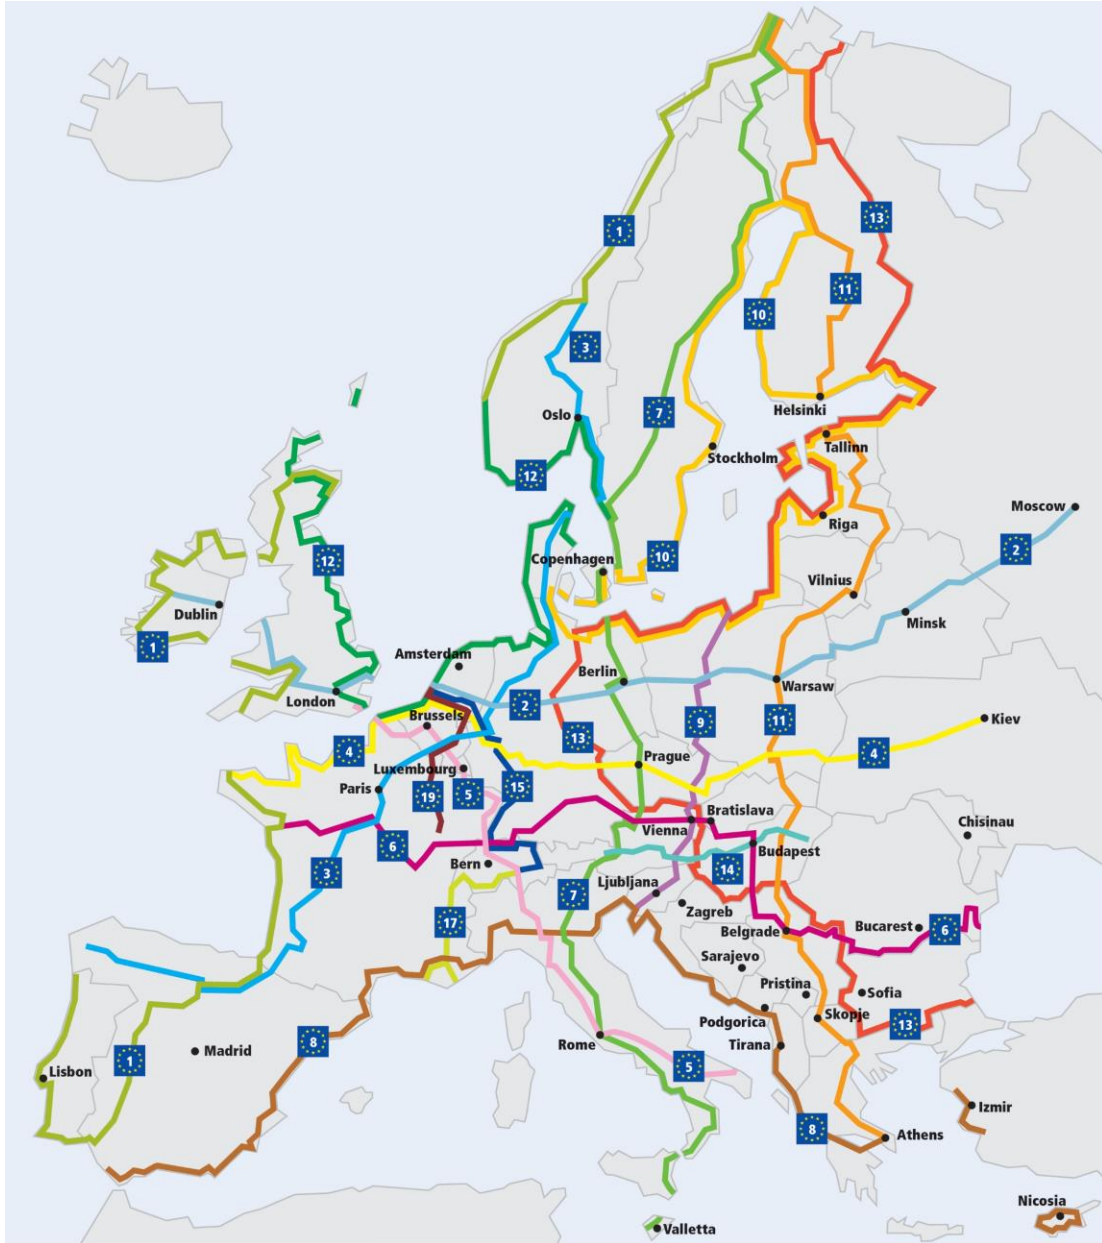 1
13
11
10
3
7
Helsinki
Oslo
Tallinn
Stockholm
12
Moscow
Riga
2
10
12
Copenhagen
Vilnius
Dublin
Minsk
1
Amsterdam
Berlin
Warsaw
London
2
Brussels
9
11
Kiev
4
13
4
Prague
Luxembourg
Paris
19
5
15
Bratislava
Chisinau
Vienna
6
Budapest
Bern
14
3
7
Ljubljana
Zagreb
17
Belgrade
Bucarest
6
Sarajevo
Pristina
Sofia
Podgorica
Skopje
13
8
Rome
Tirana
Madrid
1
5
Lisbon
Izmir
8
Athens
Nicosia
Valletta